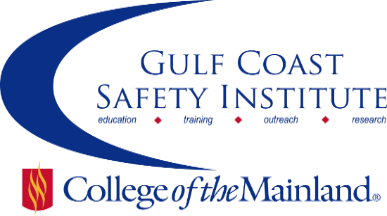 GULF COAST
SAFETY INSTITUTE
education ◆ training ◆ outreach ◆ research
College of the Mainland®